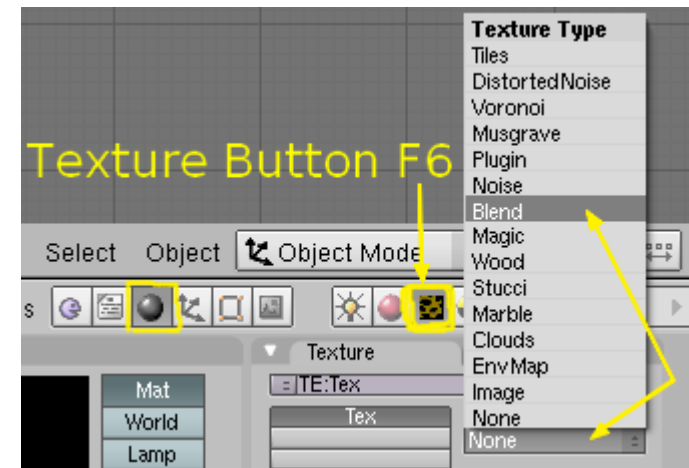 Texture Type
Tiles
DistortedNoise
Voronoi
Musgrave
Plugin
Noise
Blend
Magic
Wood
Stucci
Marble
Clouds
EnvMap
Image
None
None
Texture Button F6
Select Object Object Mode
s
Texture
TE:Tex
Mat
World
Lamp
Tex